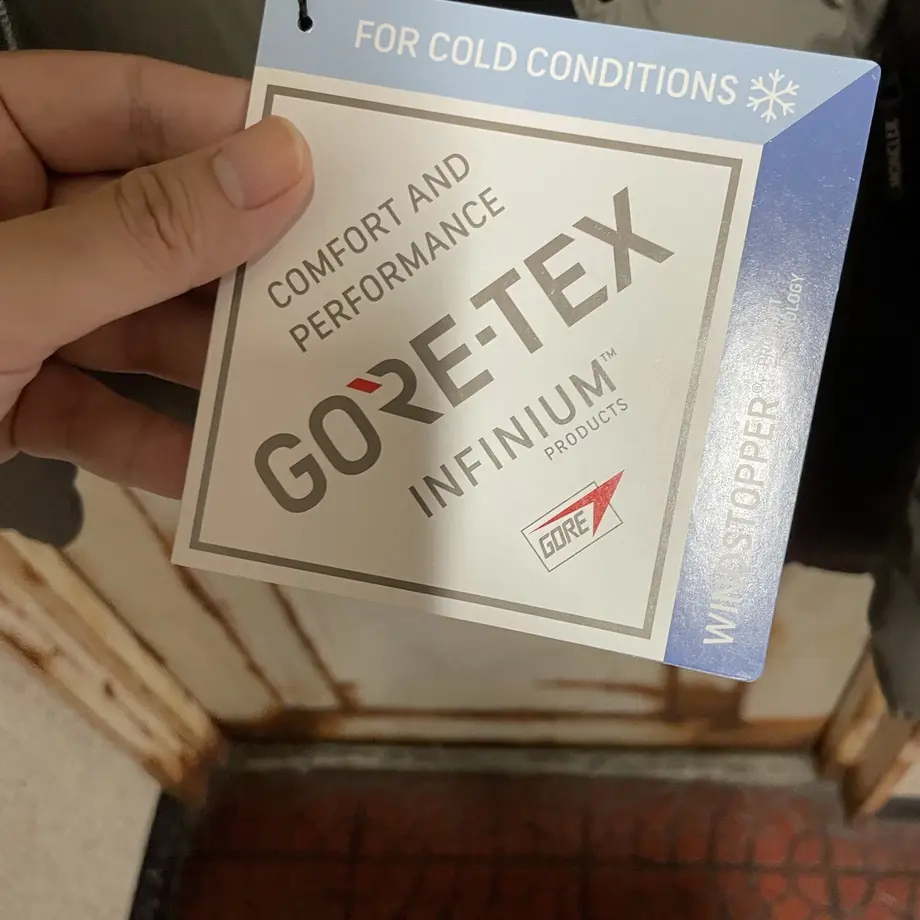 FOR COLD CONDITIONS
COMFORT AND
PERFORMANCE
GORE-TEX
INFINIUM™
PRODUCTS
GORE
WINDSTOPPER®